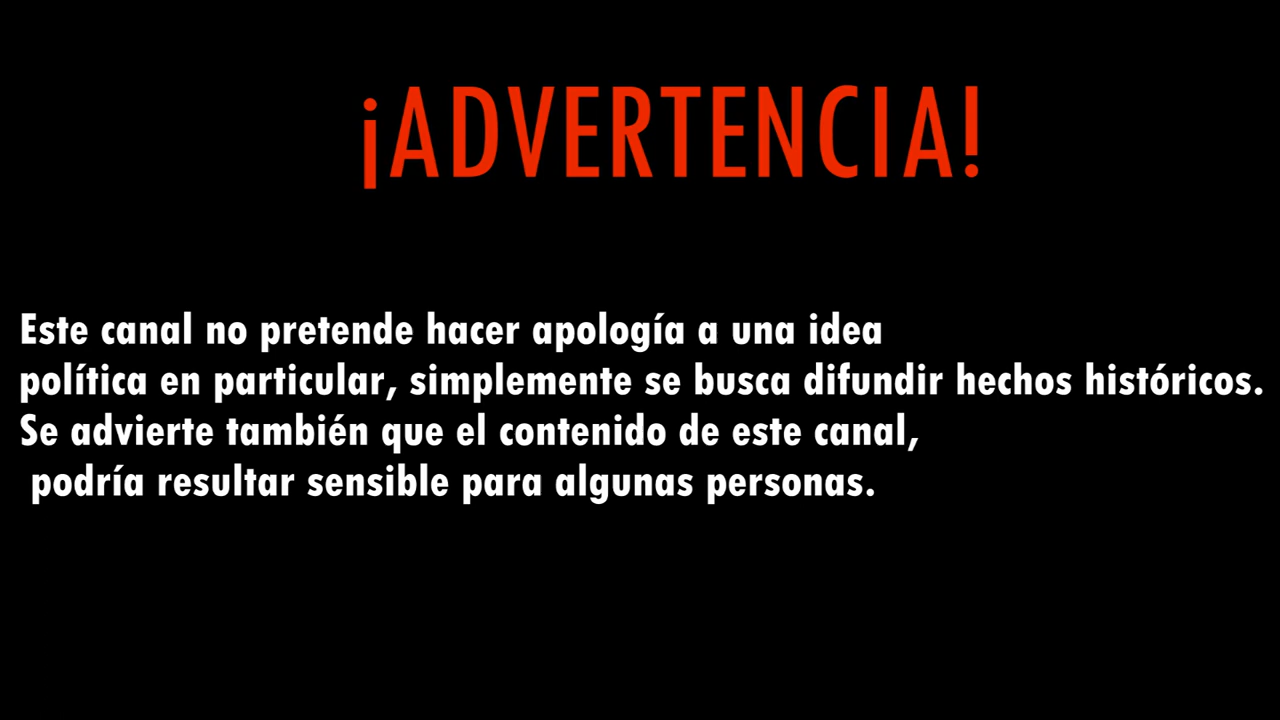 ¡ADVERTENCIA!
Este canal no pretende hacer apología a una idea
política en particular, simplemente se busca difundir hechos históricos.
Se advierte también que el contenido de este canal,
podría resultar sensible para algunas personas.